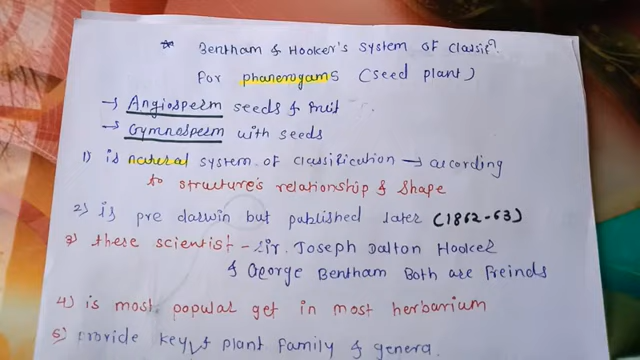 * Bentham & Hooker's System of Classifⁿ
For phanerogams (seed plant)
→ Angiosperm seeds & fruit
→ Gymnosperm with seeds
1) is natural system of classification → according
to structure's relationship & shape
2) is pre darwin but published later (1862-63)
3) these scientist - Sir. Joseph Dalton Hooker
& George Bentham Both are Freinds
4) is most popular get in most herbarium
5) provide key of plant family & genera